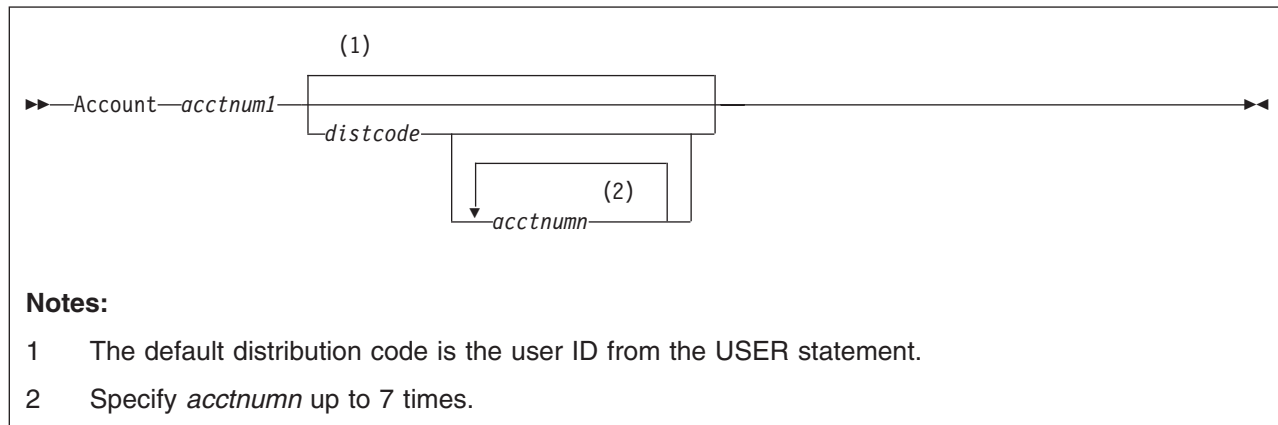 (1)
Account acctnum1
distcode
(2)
acctnumn
Notes:
1 The default distribution code is the user ID from the USER statement.
2 Specify acctnumn up to 7 times.